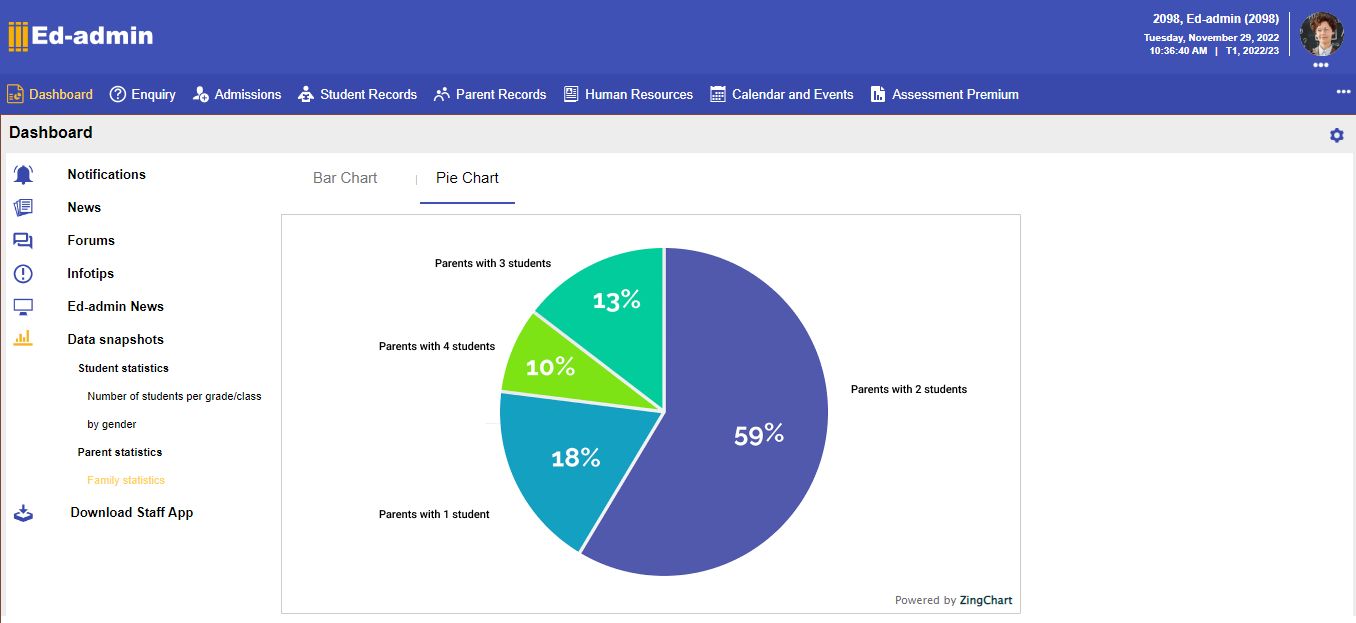 Ed-admin
2098, Ed-admin (2098)
Tuesday, November 29, 2022
10:36:40 AM | T1, 2022/23
Dashboard
Enquiry
Admissions
Student Records
Parent Records
Human Resources
Calendar and Events
Assessment Premium
Dashboard
Notifications
News
Forums
Infotips
Ed-admin News
Data snapshots
Student statistics
Number of students per grade/class
by gender
Parent statistics
Family statistics
Download Staff App
Bar Chart | Pie Chart
Parents with 3 students
13%
Parents with 4 students
10%
Parents with 2 students
59%
18%
Parents with 1 student
Powered by ZingChart